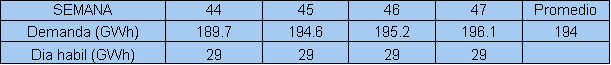 SEMANA 44 45 46 47 Promedio
Demanda (GWh) 189.7 194.6 195.2 196.1 194
Dia habil (GWh) 29 29 29 29